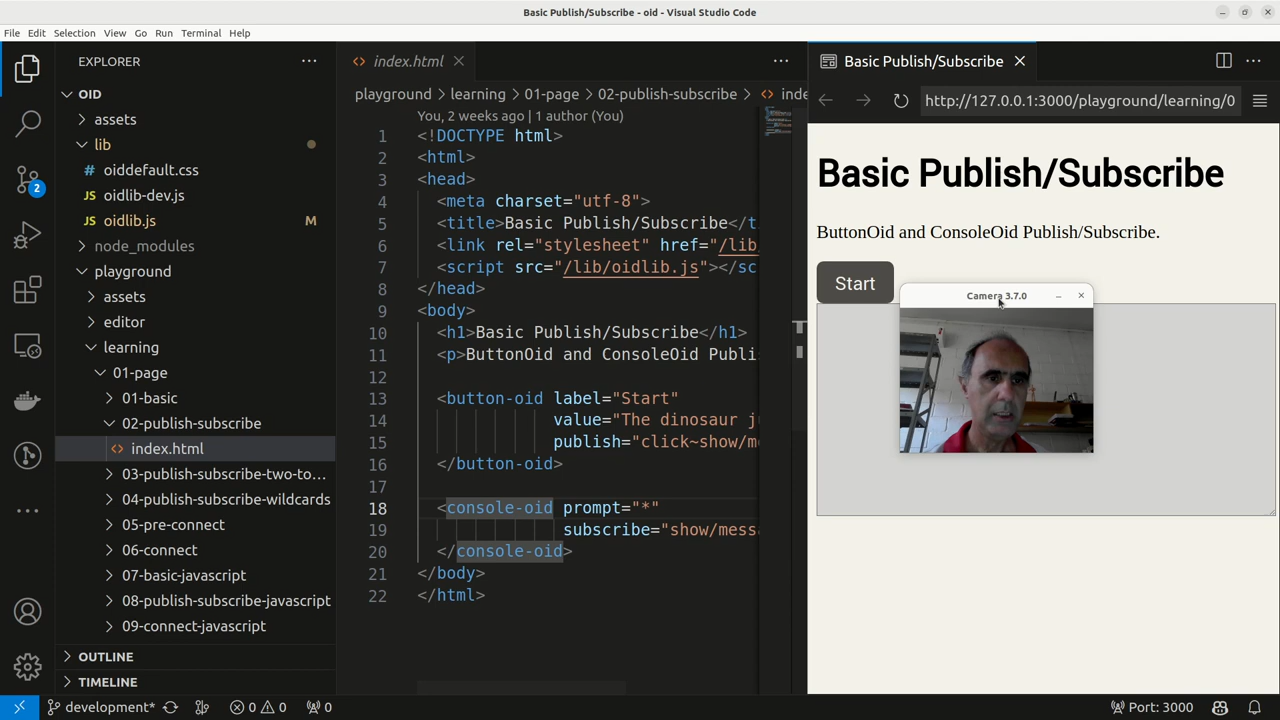 Basic Publish/Subscribe - oid - Visual Studio Code
File Edit Selection View Go Run Terminal Help
EXPLORER
OID
assets
lib
oiddefault.css
oidlib-dev.js
oidlib.js M
node_modules
playground
assets
editor
learning
01-page
01-basic
02-publish-subscribe
index.html
03-publish-subscribe-two-to...
04-publish-subscribe-wildcards
05-pre-connect
06-connect
07-basic-javascript
08-publish-subscribe-javascript
09-connect-javascript
OUTLINE
TIMELINE
2
index.html
playground > learning > 01-page > 02-publish-subscribe > inde
You, 2 weeks ago | 1 author (You)
1 <!DOCTYPE html>
2 <html>
3 <head>
4 <meta charset="utf-8">
5 <title>Basic Publish/Subscribe</t
6 <link rel="stylesheet" href="/lib
7 <script src="/lib/oidlib.js"></sc
8 </head>
9 <body>
10 <h1>Basic Publish/Subscribe</h1>
11 <p>ButtonOid and ConsoleOid Publi
12
13 <button-oid label="Start"
14 value="The dinosaur j
15 publish="click~show/m
16 </button-oid>
17
18 <console-oid prompt="*"
19 subscribe="show/mess
20 </console-oid>
21 </body>
22 </html>
Basic Publish/Subscribe
http://127.0.0.1:3000/playground/learning/0
Basic Publish/Subscribe
ButtonOid and ConsoleOid Publish/Subscribe.
Start
Camera 3.7.0
development* 0 0 0 Port: 3000